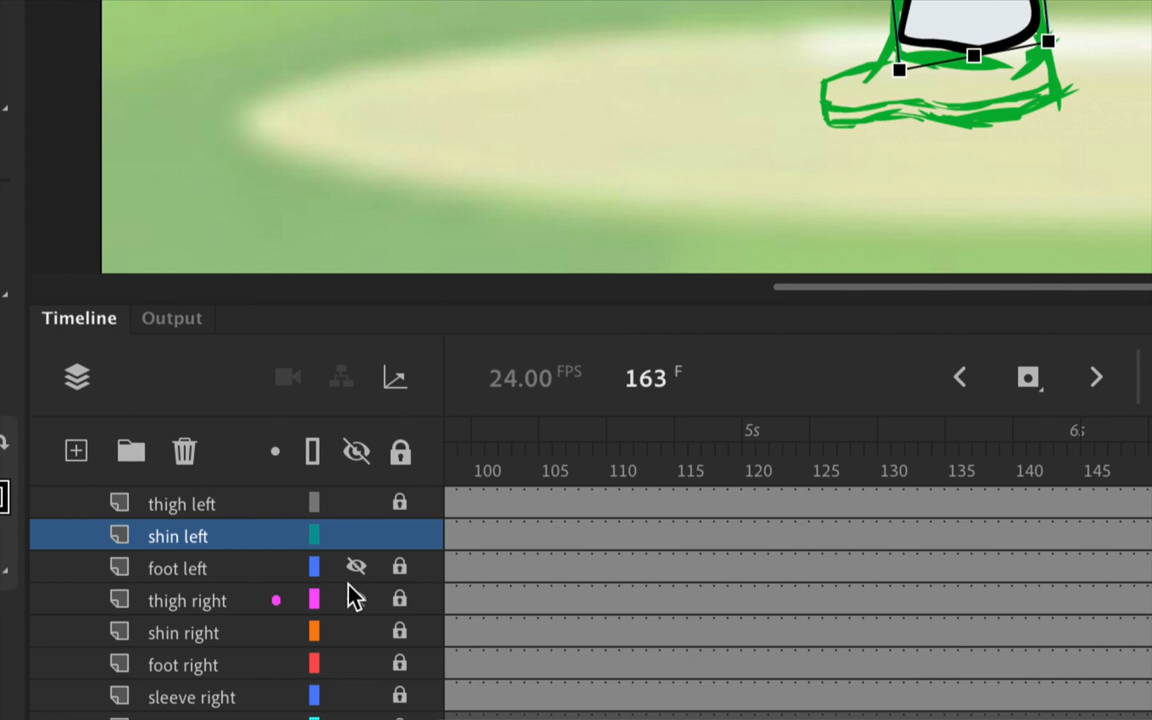 Timeline Output
24.00 FPS 163 F
5s 6s
100 105 110 115 120 125 130 135 140 145
thigh left
shin left
foot left
thigh right
shin right
foot right
sleeve right